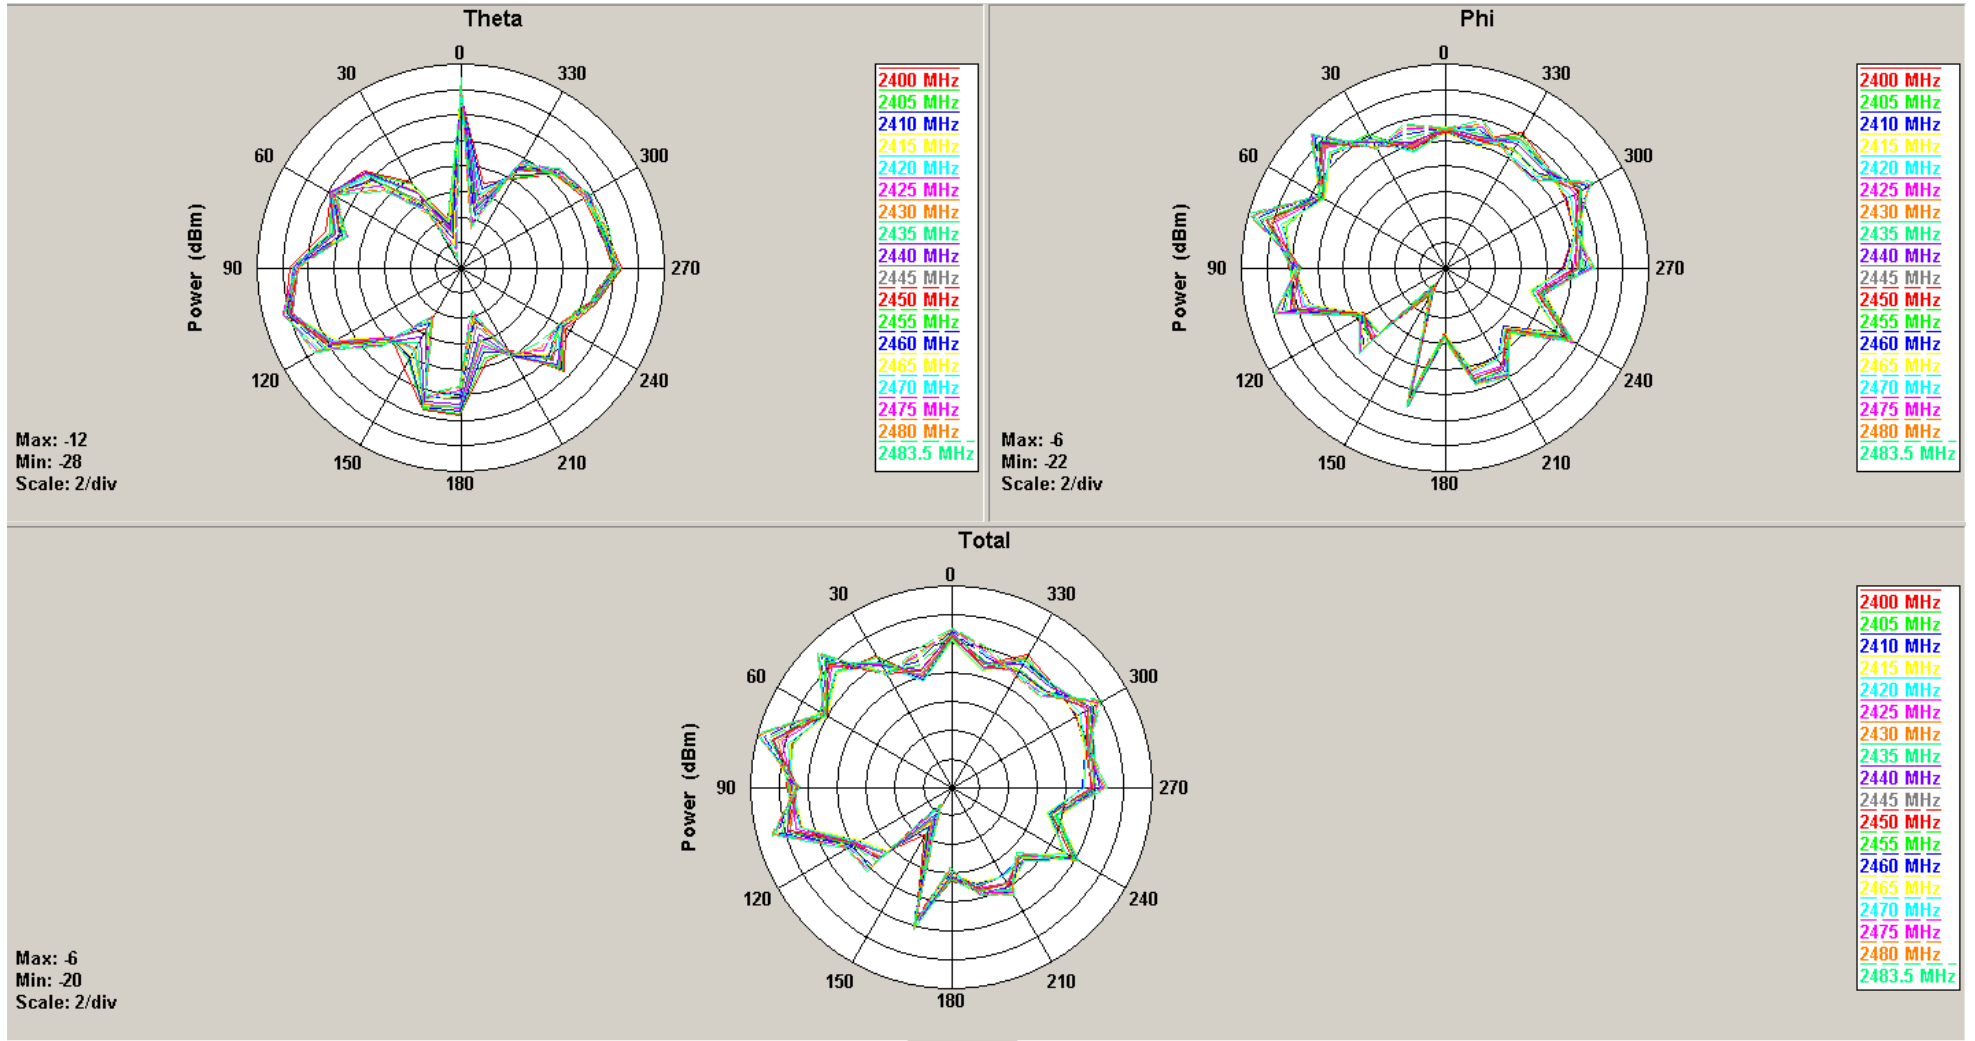 Theta
0
30
330
60
300
90
270
120
240
150
210
180
Power (dBm)
Max: -12
Min: -28
Scale: 2/div
2400 MHz
2405 MHz
2410 MHz
2415 MHz
2420 MHz
2425 MHz
2430 MHz
2435 MHz
2440 MHz
2445 MHz
2450 MHz
2455 MHz
2460 MHz
2465 MHz
2470 MHz
2475 MHz
2480 MHz
2483.5 MHz
Phi
0
30
330
60
300
90
270
120
240
150
210
180
Power (dBm)
Max: -6
Min: -22
Scale: 2/div
2400 MHz
2405 MHz
2410 MHz
2415 MHz
2420 MHz
2425 MHz
2430 MHz
2435 MHz
2440 MHz
2445 MHz
2450 MHz
2455 MHz
2460 MHz
2465 MHz
2470 MHz
2475 MHz
2480 MHz
2483.5 MHz
Total
0
30
330
60
300
90
270
120
240
150
210
180
Power (dBm)
Max: -6
Min: -20
Scale: 2/div
2400 MHz
2405 MHz
2410 MHz
2415 MHz
2420 MHz
2425 MHz
2430 MHz
2435 MHz
2440 MHz
2445 MHz
2450 MHz
2455 MHz
2460 MHz
2465 MHz
2470 MHz
2475 MHz
2480 MHz
2483.5 MHz